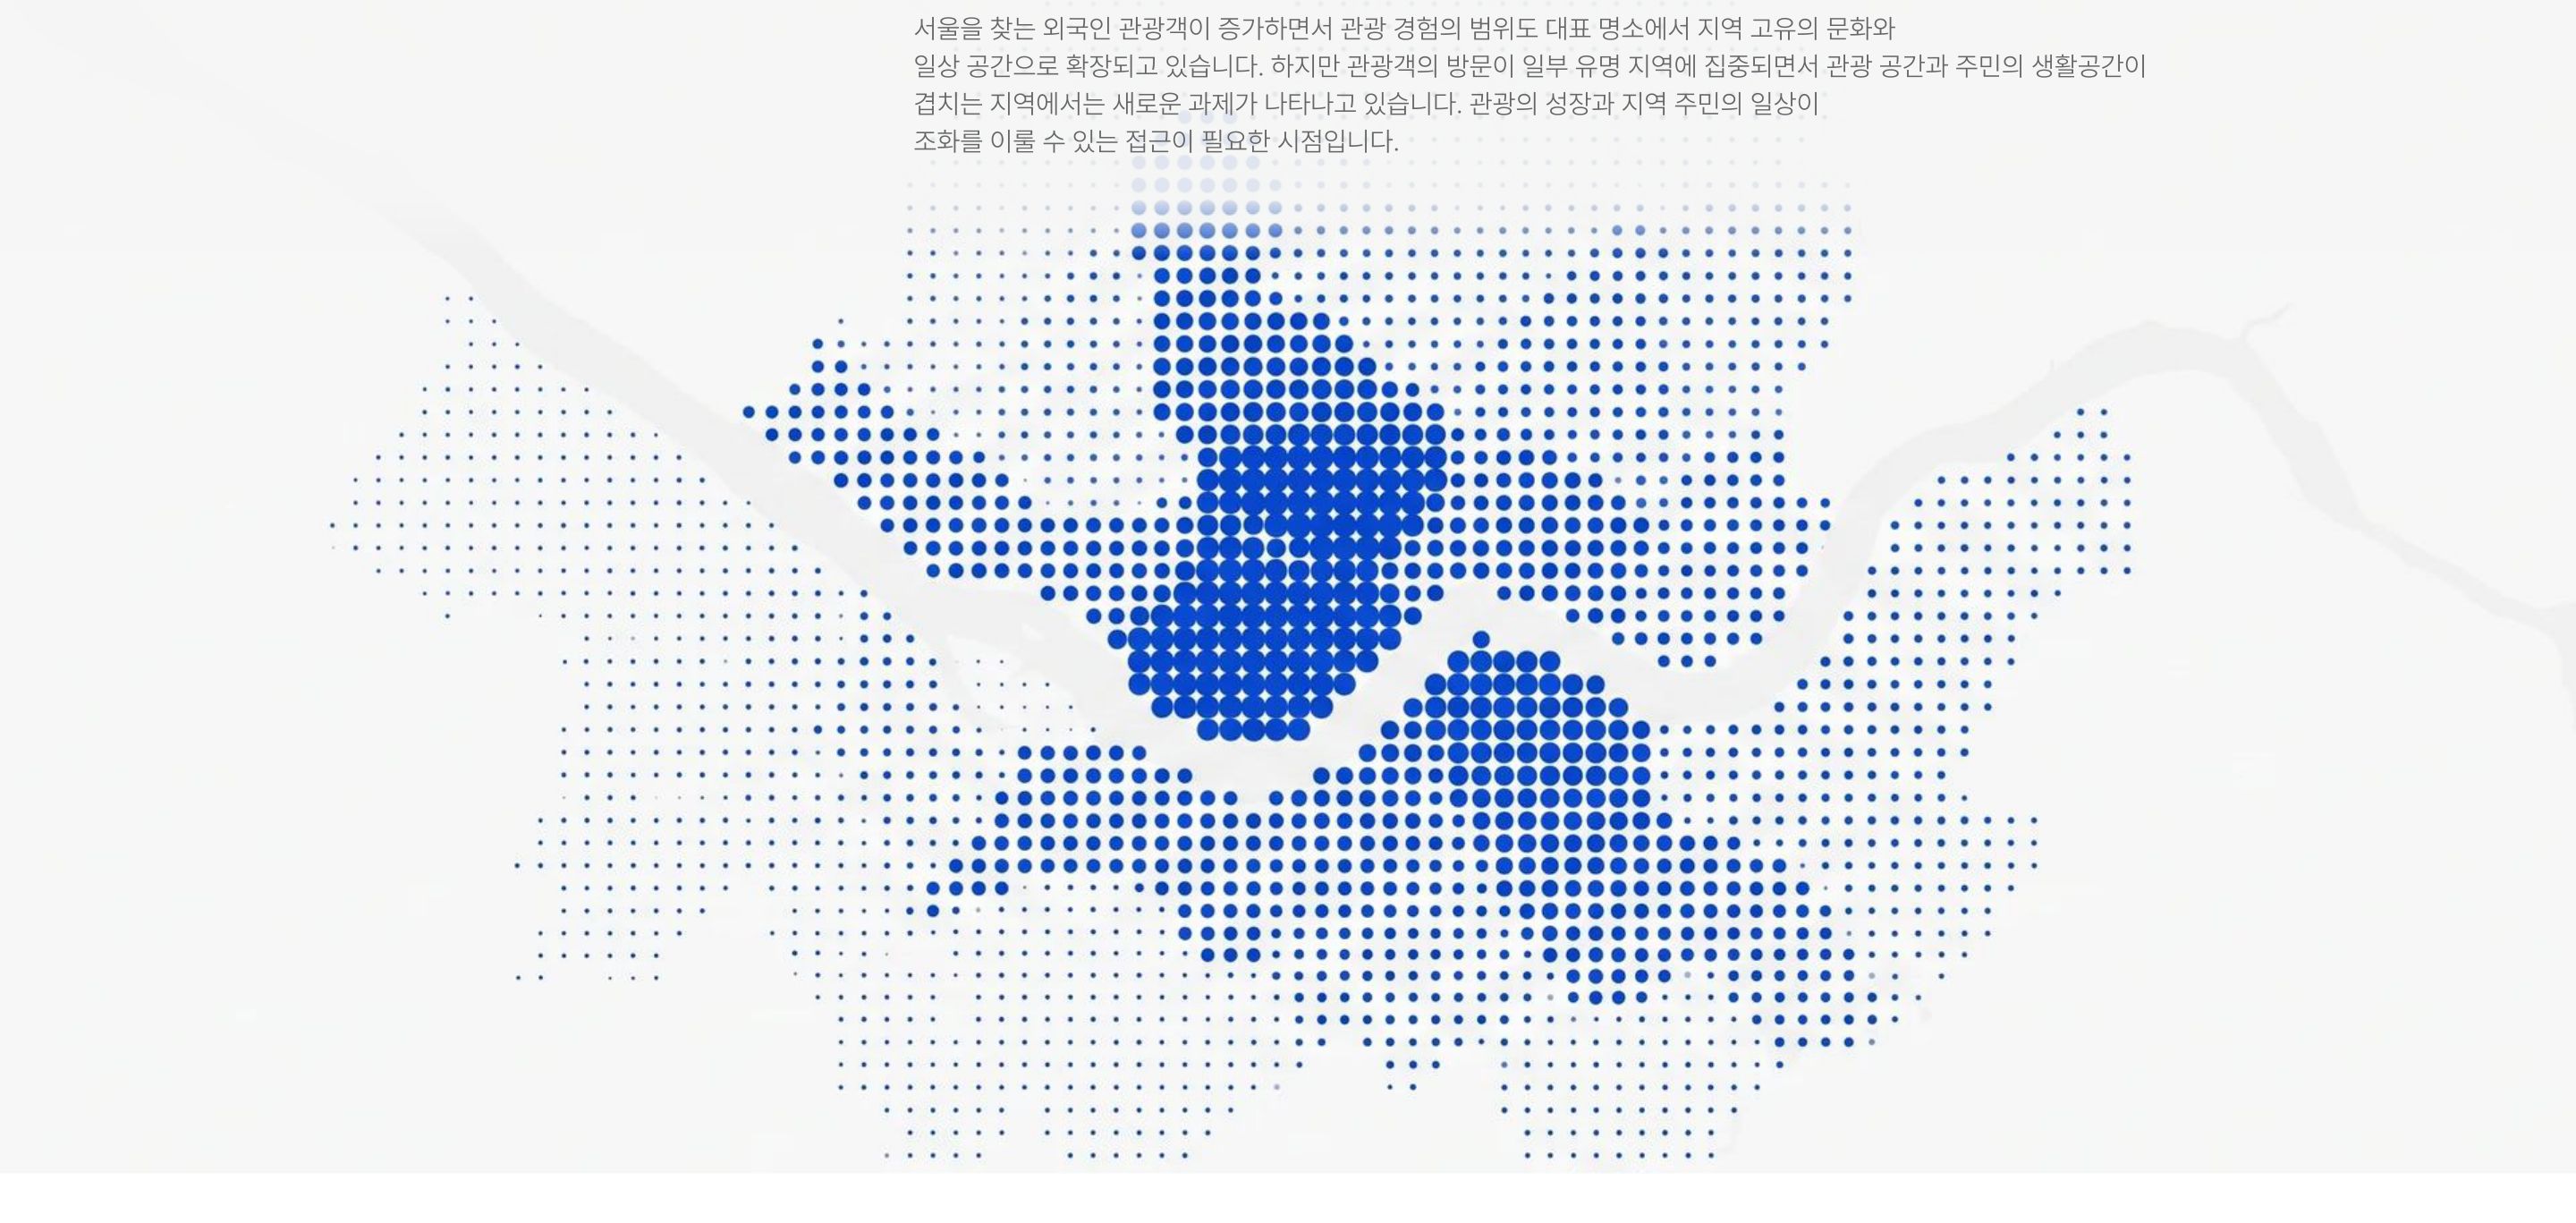 서울을 찾는 외국인 관광객이 증가하면서 관광 경험의 범위도 대표 명소에서 지역 고유의 문화와
일상 공간으로 확장되고 있습니다. 하지만 관광객의 방문이 일부 유명 지역에 집중되면서 관광 공간과 주민의 생활공간이
겹치는 지역에서는 새로운 과제가 나타나고 있습니다. 관광의 성장과 지역 주민의 일상이
조화를 이룰 수 있는 접근이 필요한 시점입니다.